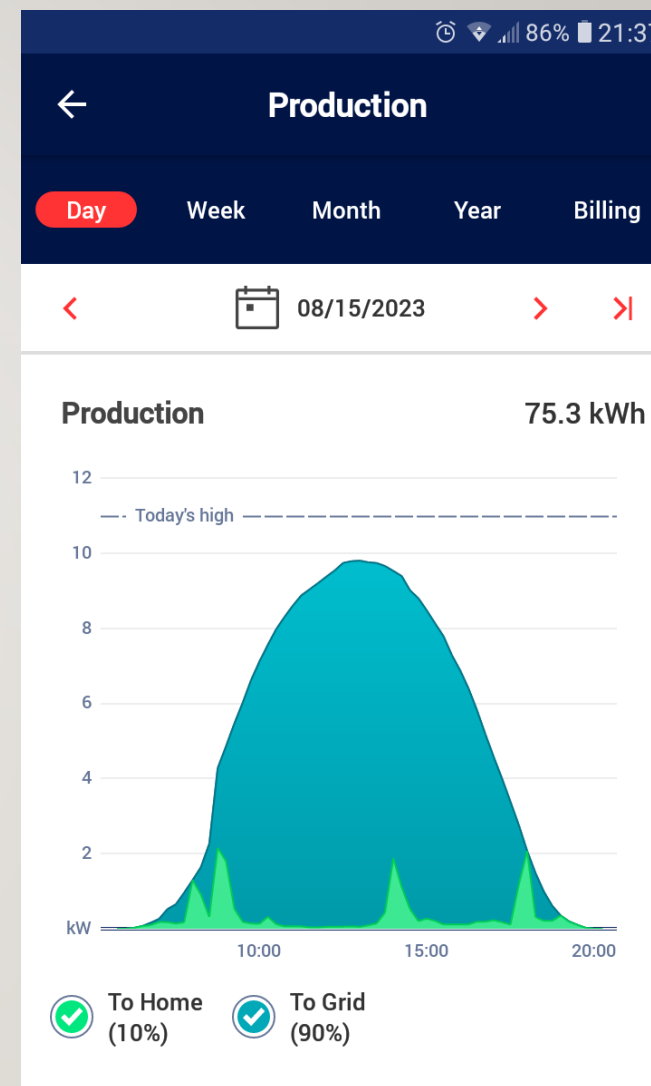 86% 21:37
Production
Day Week Month Year Billing
08/15/2023
Production 75.3 kWh
12
Today's high
10
8
6
4
2
kW
10:00 15:00 20:00
To Home To Grid
(10%) (90%)